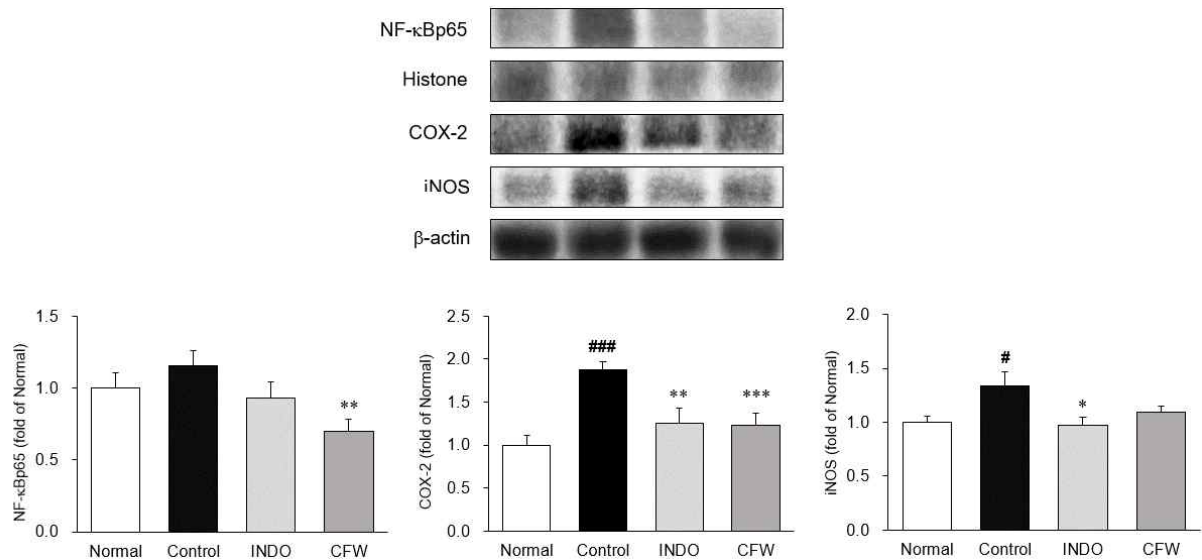 NF-κBp65
Histone
COX-2
iNOS
β-actin
NF-κBp65 (fold of Normal)
1.5
1.0
0.5
0.0
**
Normal Control INDO CFW
COX-2 (fold of Normal)
2.5
2.0
1.5
1.0
0.5
0.0
###
**
***
Normal Control INDO CFW
iNOS (fold of Normal)
2.0
1.5
1.0
0.5
0.0
#
*
Normal Control INDO CFW